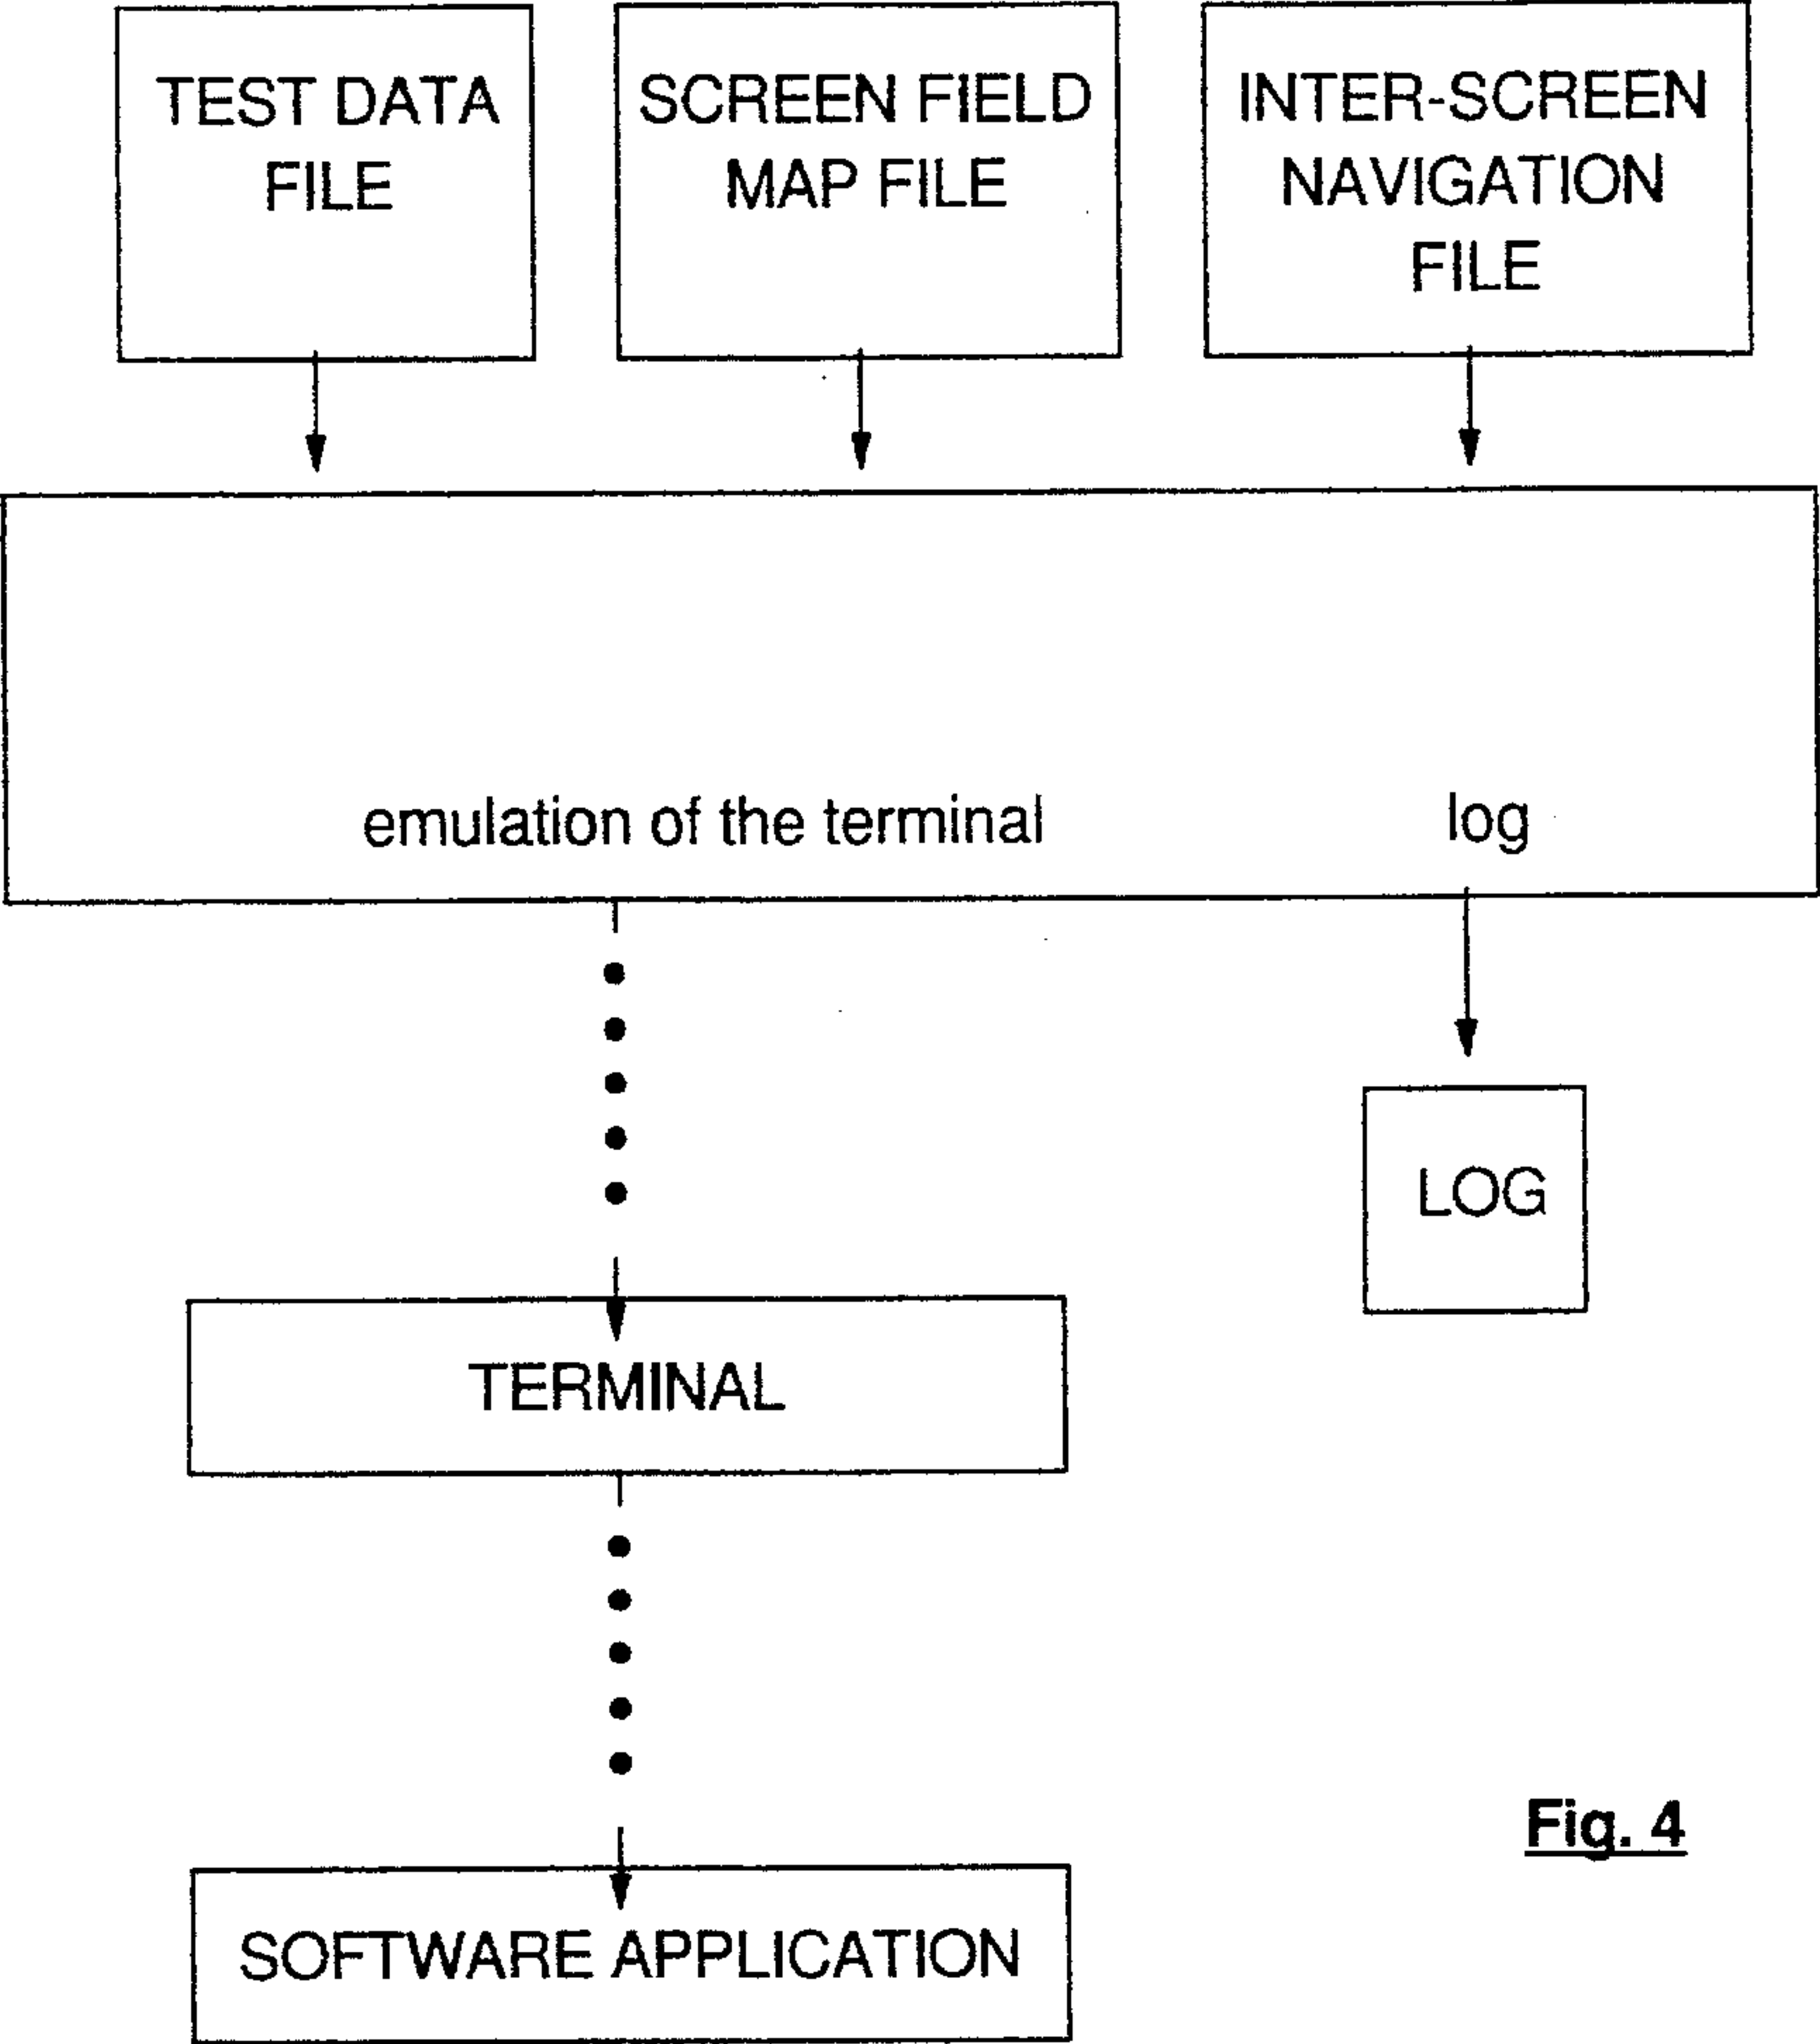 TEST DATA
FILE
SCREEN FIELD
MAP FILE
INTER-SCREEN
NAVIGATION
FILE
emulation of the terminal
log
LOG
TERMINAL
SOFTWARE APPLICATION
Fig. 4